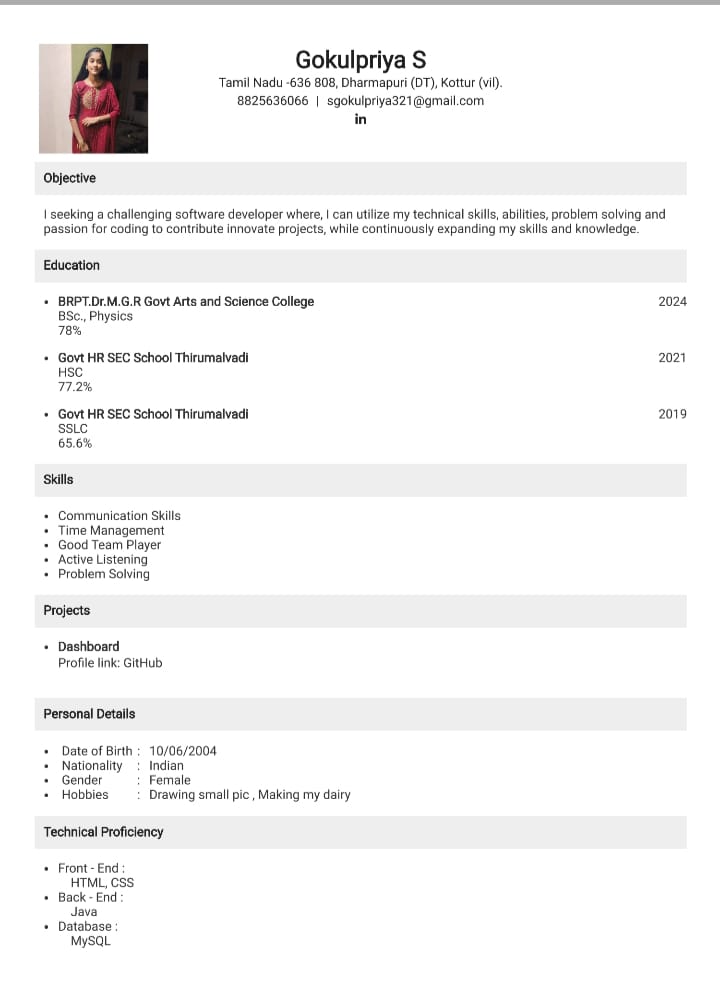 Gokulpriya S
Tamil Nadu -636 808, Dharmapuri (DT), Kottur (vil).
8825636066 | sgokulpriya321@gmail.com
in
Objective
I seeking a challenging software developer where, I can utilize my technical skills, abilities, problem solving and
passion for coding to contribute innovate projects, while continuously expanding my skills and knowledge.
Education
• BRPT.Dr.M.G.R Govt Arts and Science College 2024
BSc., Physics
78%
• Govt HR SEC School Thirumalvadi 2021
HSC
77.2%
• Govt HR SEC School Thirumalvadi 2019
SSLC
65.6%
Skills
• Communication Skills
• Time Management
• Good Team Player
• Active Listening
• Problem Solving
Projects
• Dashboard
Profile link: GitHub
Personal Details
• Date of Birth : 10/06/2004
• Nationality : Indian
• Gender : Female
• Hobbies : Drawing small pic , Making my dairy
Technical Proficiency
• Front - End :
HTML, CSS
• Back - End :
Java
• Database :
MySQL